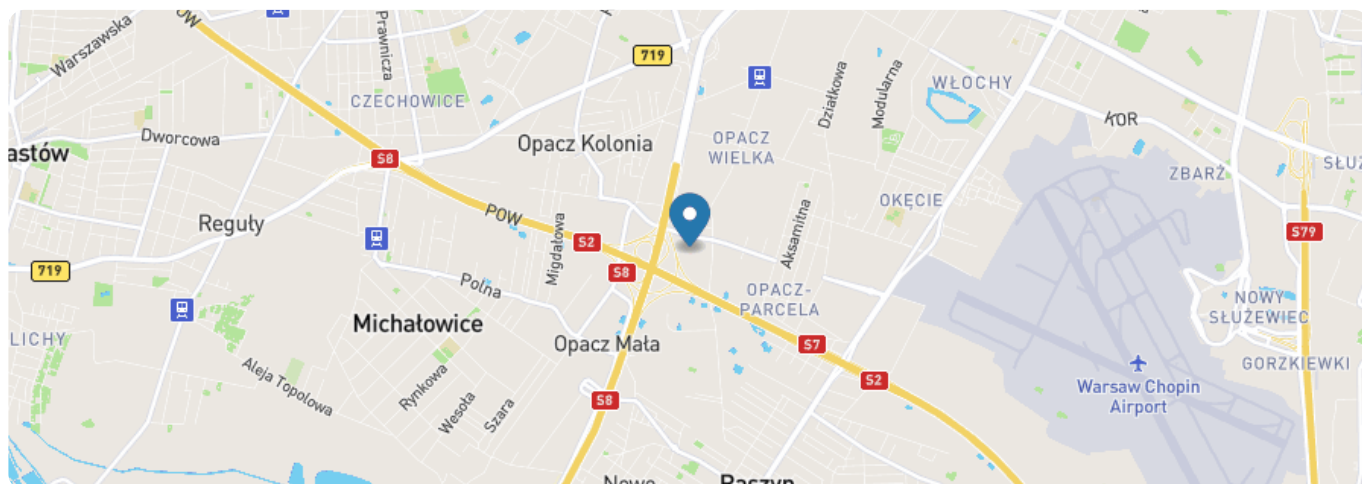 POW
Warszawska
Prawnicza
719
CZECHOWICE
WŁOCHY
Działkowa
Modularna
Dworcowa
Opacz Kolonia
OPACZ
WIELKA
KOR
astów
S8
ZBARŻ
SŁUŻ
Reguły
POW
OKĘCIE
Migdałowa
S2
Aksamitna
S79
719
S8
Polna
OPACZ-
PARCELA
NOWY
SŁUŻEWIEC
LICHY
Michałowice
Opacz Mała
S7
GORZKIEWKI
Aleja Topolowa
Rynkowa
Wesoła
Szara
S8
S2
Warsaw Chopin
Airport
Nowe
Raszyn